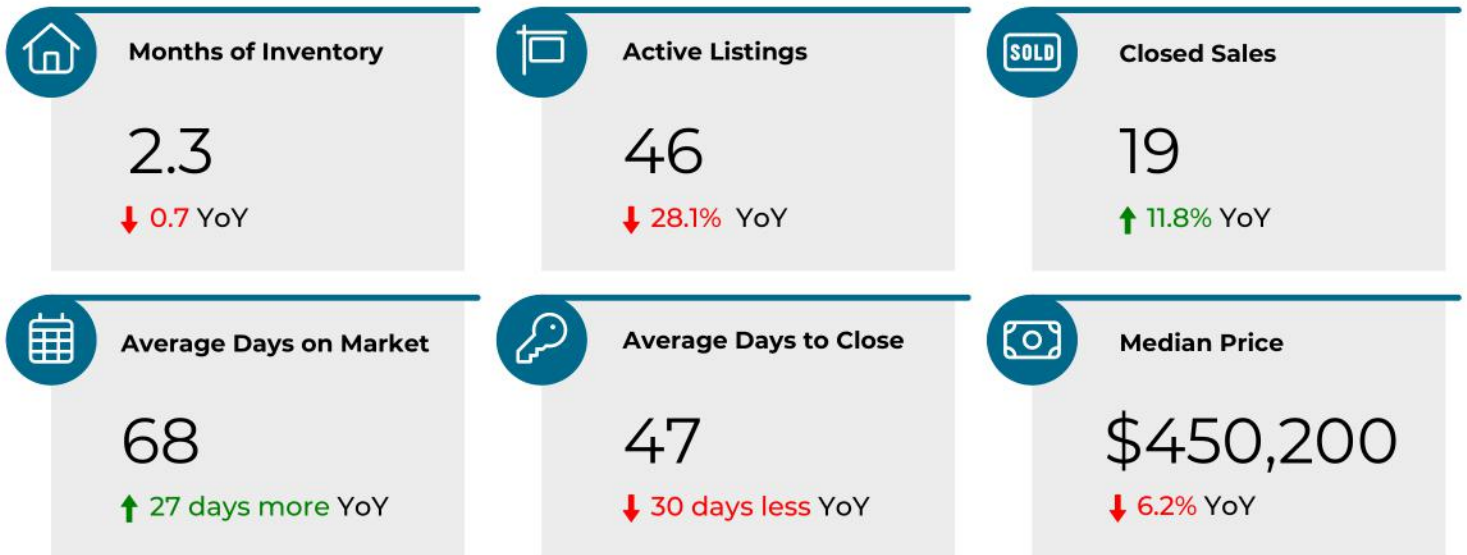 Months of Inventory
2.3
↓ 0.7 YoY
Active Listings
46
↓ 28.1% YoY
SOLD
Closed Sales
19
↑ 11.8% YoY
Average Days on Market
68
↑ 27 days more YoY
Average Days to Close
47
↓ 30 days less YoY
Median Price
$450,200
↓ 6.2% YoY